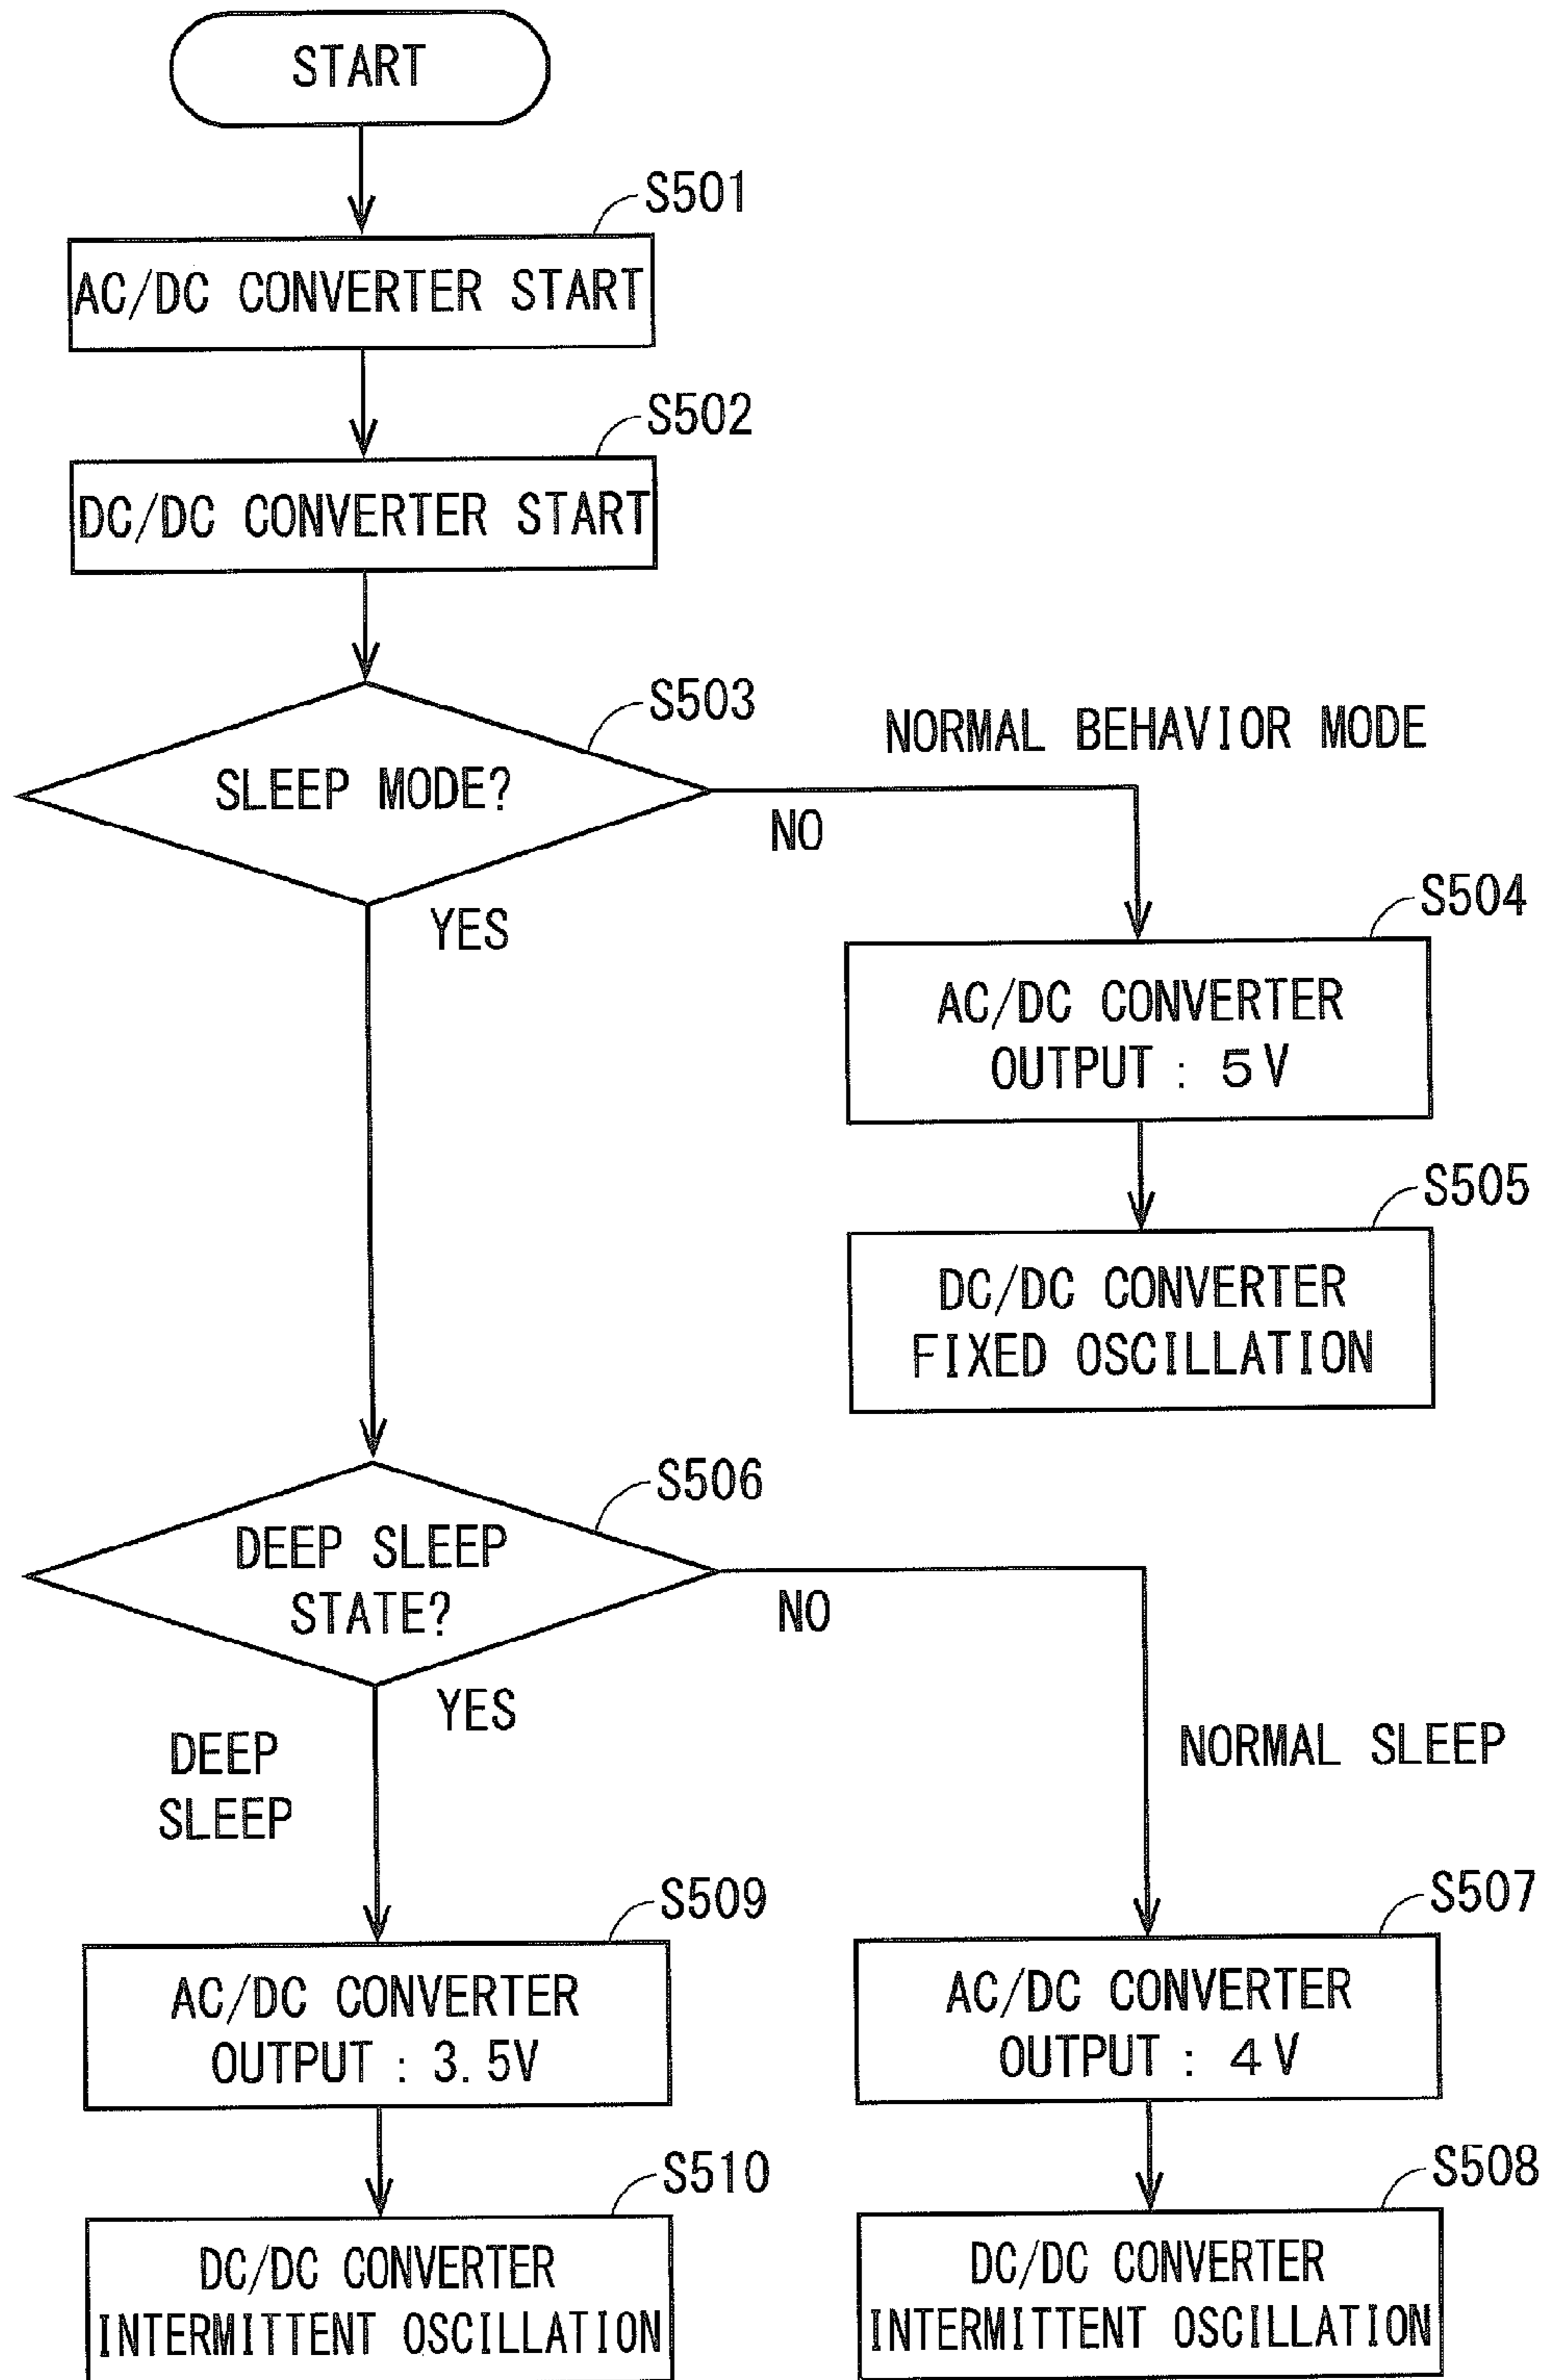 START
S501
AC/DC CONVERTER START
S502
DC/DC CONVERTER START
S503
SLEEP MODE?
NORMAL BEHAVIOR MODE
NO
YES
S504
AC/DC CONVERTER
OUTPUT : 5V
S505
DC/DC CONVERTER
FIXED OSCILLATION
S506
DEEP SLEEP
STATE?
NO
YES
DEEP
SLEEP
NORMAL SLEEP
S509
AC/DC CONVERTER
OUTPUT : 3.5V
S507
AC/DC CONVERTER
OUTPUT : 4V
S510
DC/DC CONVERTER
INTERMITTENT OSCILLATION
S508
DC/DC CONVERTER
INTERMITTENT OSCILLATION